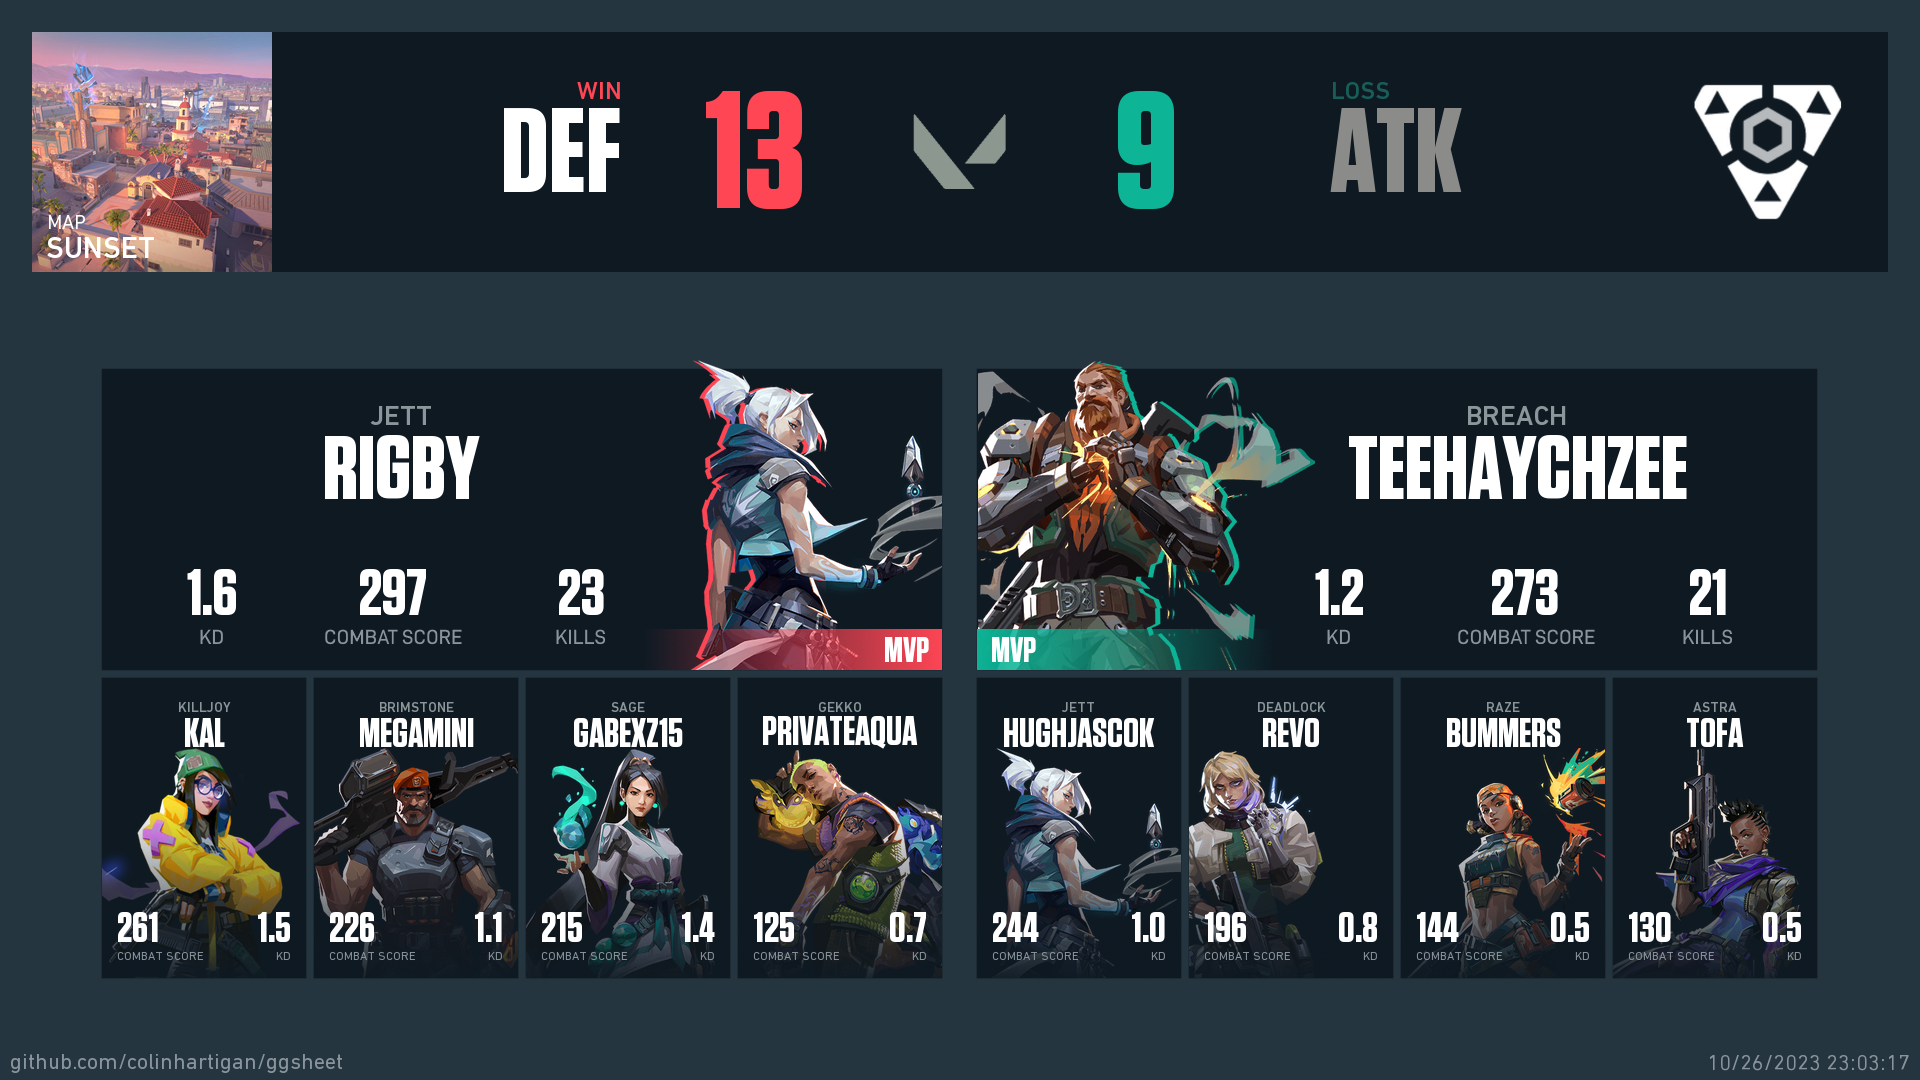 MAP
SUNSET
WIN
DEF
13
9
LOSS
ATK
JETT
RIGBY
1.6
KD
297
COMBAT SCORE
23
KILLS
MVP
BREACH
TEEHAYCHZEE
1.2
KD
273
COMBAT SCORE
21
KILLS
MVP
KILLJOY
KAL
261
COMBAT SCORE
1.5
KD
BRIMSTONE
MEGAMINI
226
COMBAT SCORE
1.1
KD
SAGE
GABEXZ15
215
COMBAT SCORE
1.4
KD
GEKKO
PRIVATEAQUA
125
COMBAT SCORE
0.7
KD
JETT
HUGHJASCOK
244
COMBAT SCORE
1.0
KD
DEADLOCK
REVO
196
COMBAT SCORE
0.8
KD
RAZE
BUMMERS
144
COMBAT SCORE
0.5
KD
ASTRA
TOFA
130
COMBAT SCORE
0.5
KD
github.com/colinhartigan/ggsheet
10/26/2023 23:03:17